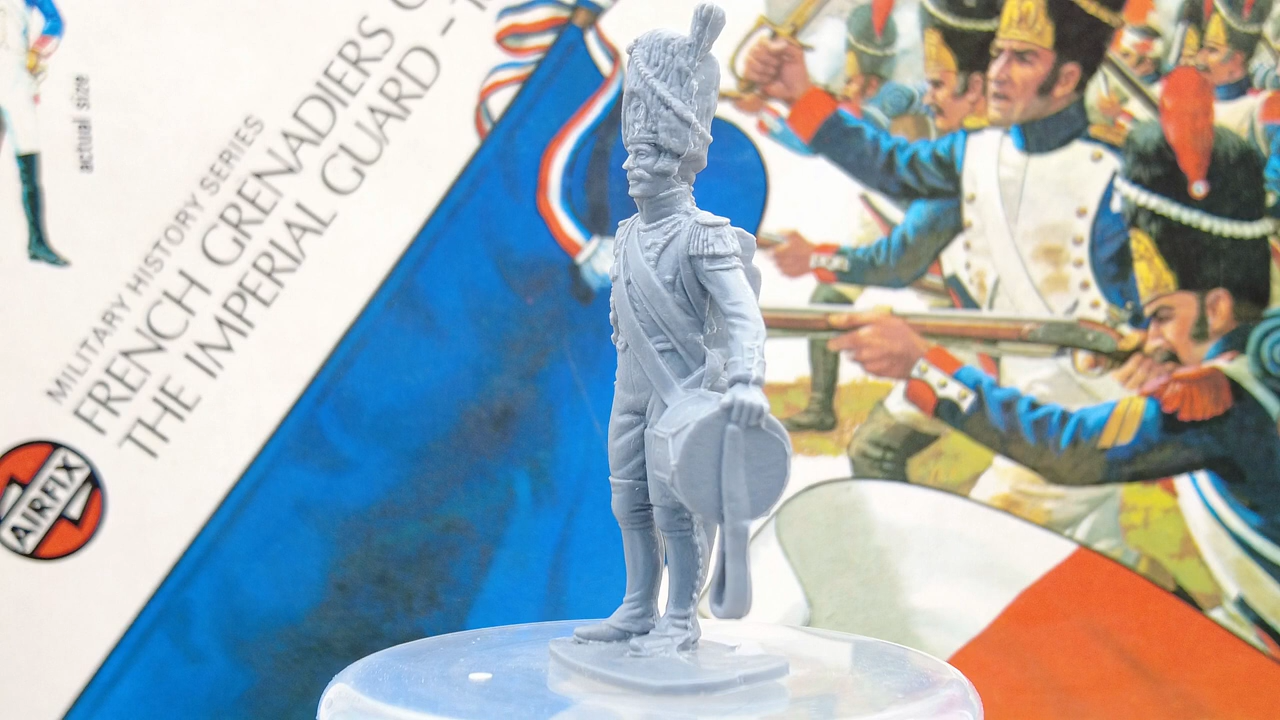 actual size
MILITARY HISTORY SERIES
FRENCH GRENADIERS
THE IMPERIAL GUARD –
AIRFIX